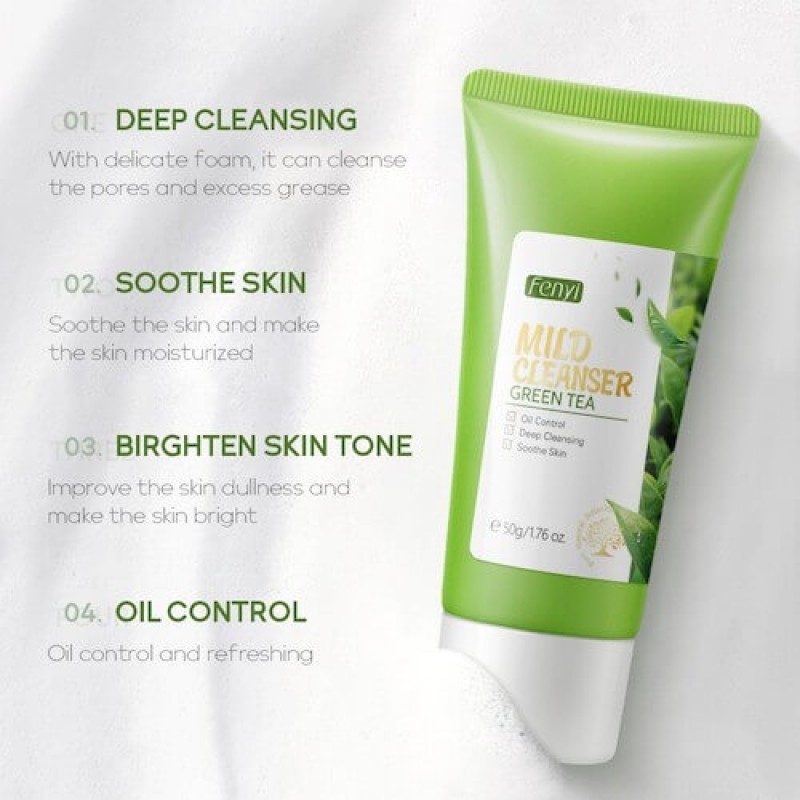 01. DEEP CLEANSING
With delicate foam, it can cleanse
the pores and excess grease
02. SOOTHE SKIN
Soothe the skin and make
the skin moisturized
03. BIRGHTEN SKIN TONE
Improve the skin dullness and
make the skin bright
04. OIL CONTROL
Oil control and refreshing
Fenyi
MILD
CLEANSER
GREEN TEA
Oil Control
Deep Cleansing
Soothe Skin
℮ 50g/1.76 oz.